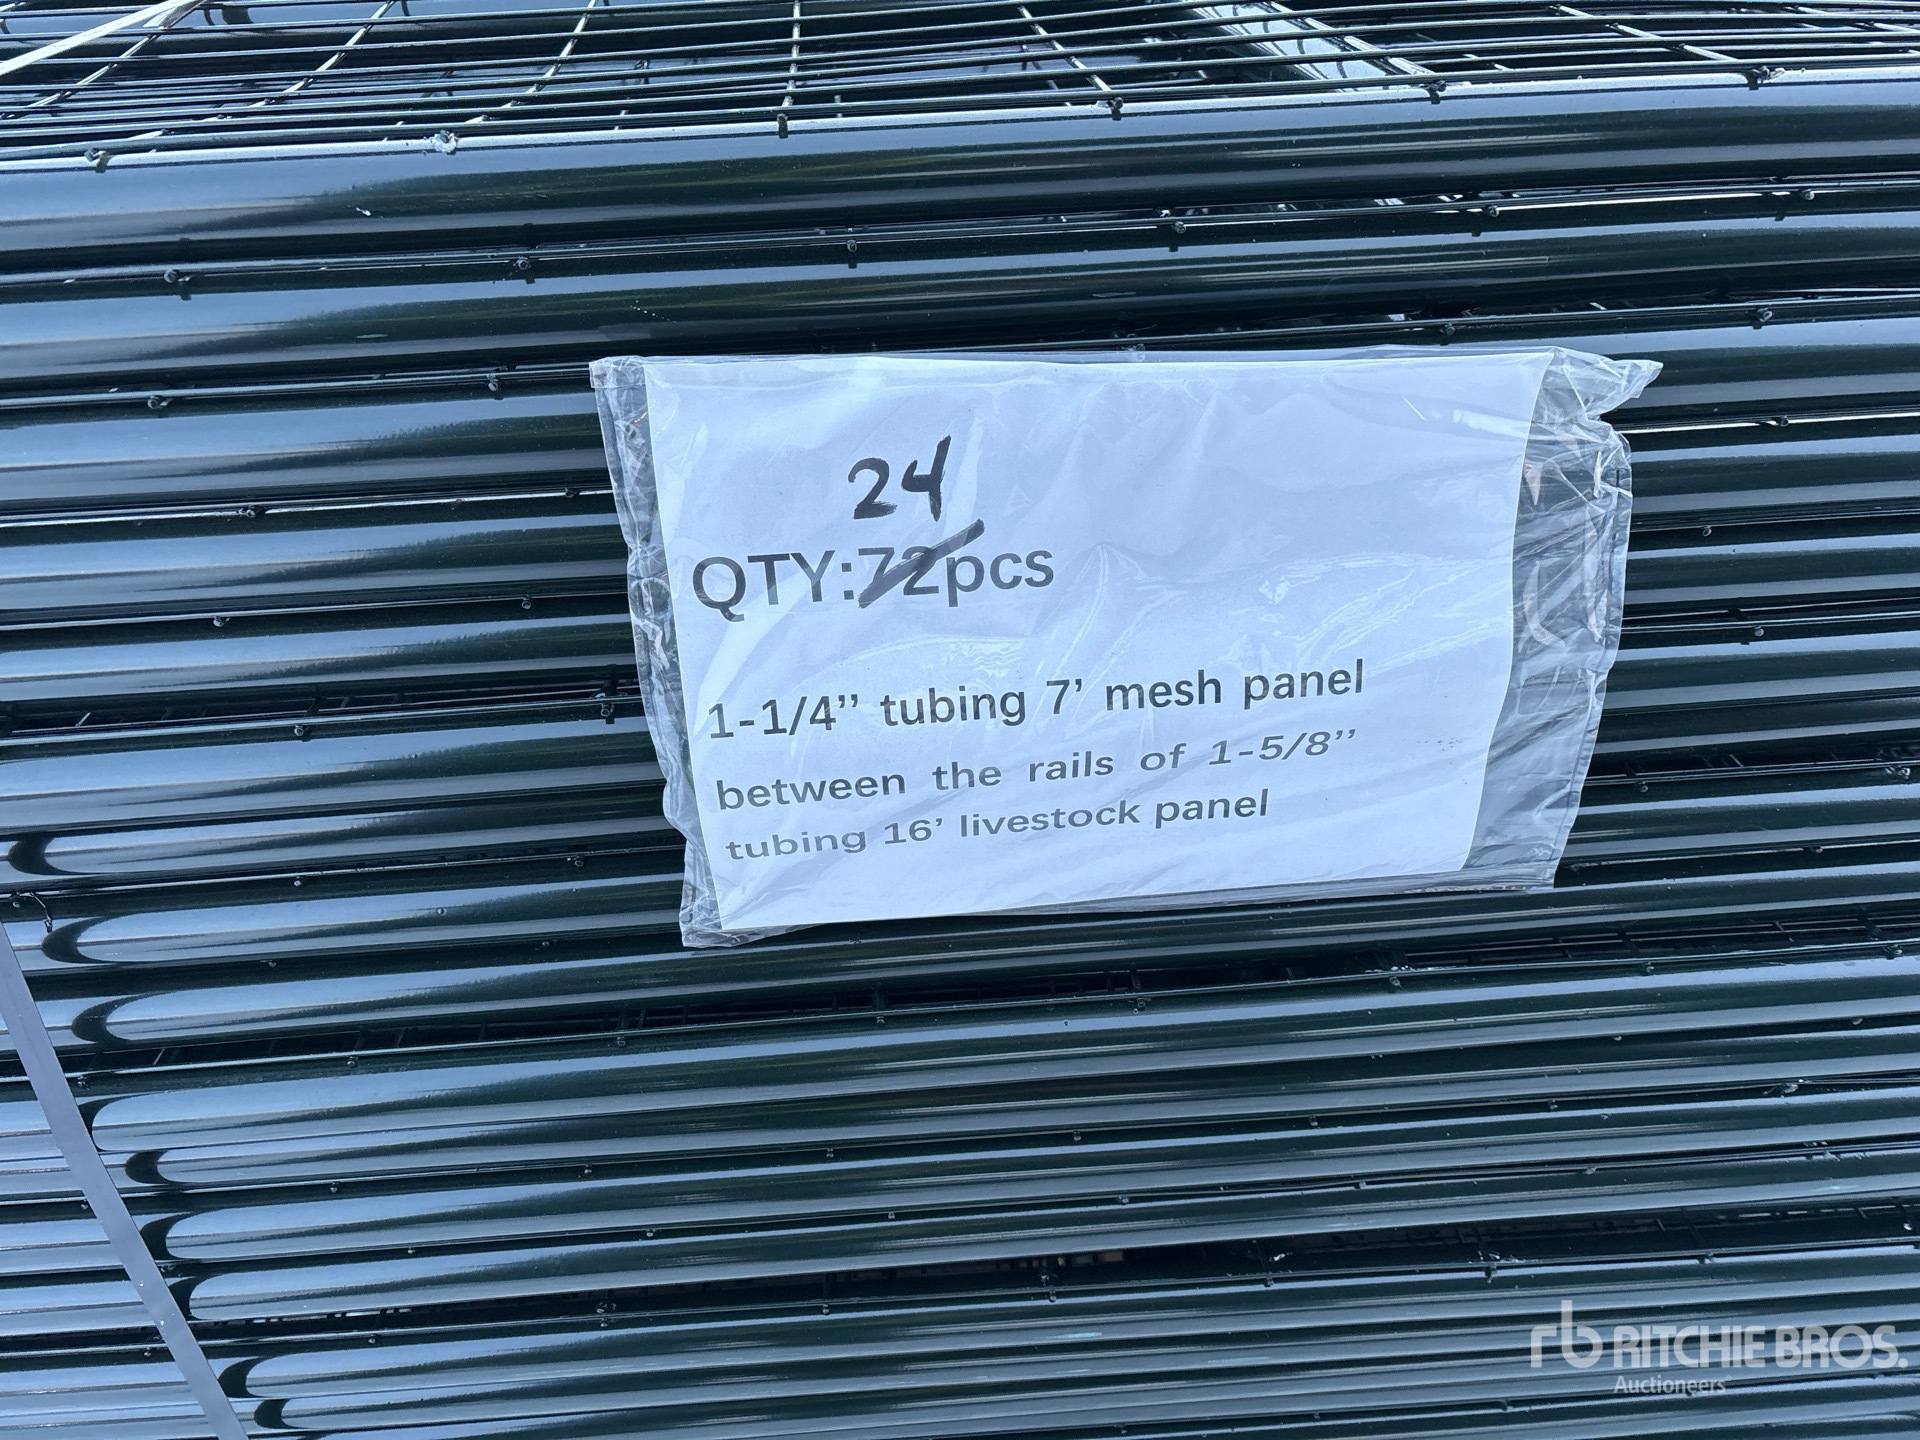 24
QTY:72pcs
1-1/4” tubing 7’ mesh panel
between the rails of 1-5/8”
tubing 16’ livestock panel
rb RITCHIE BROS.
Auctioneers